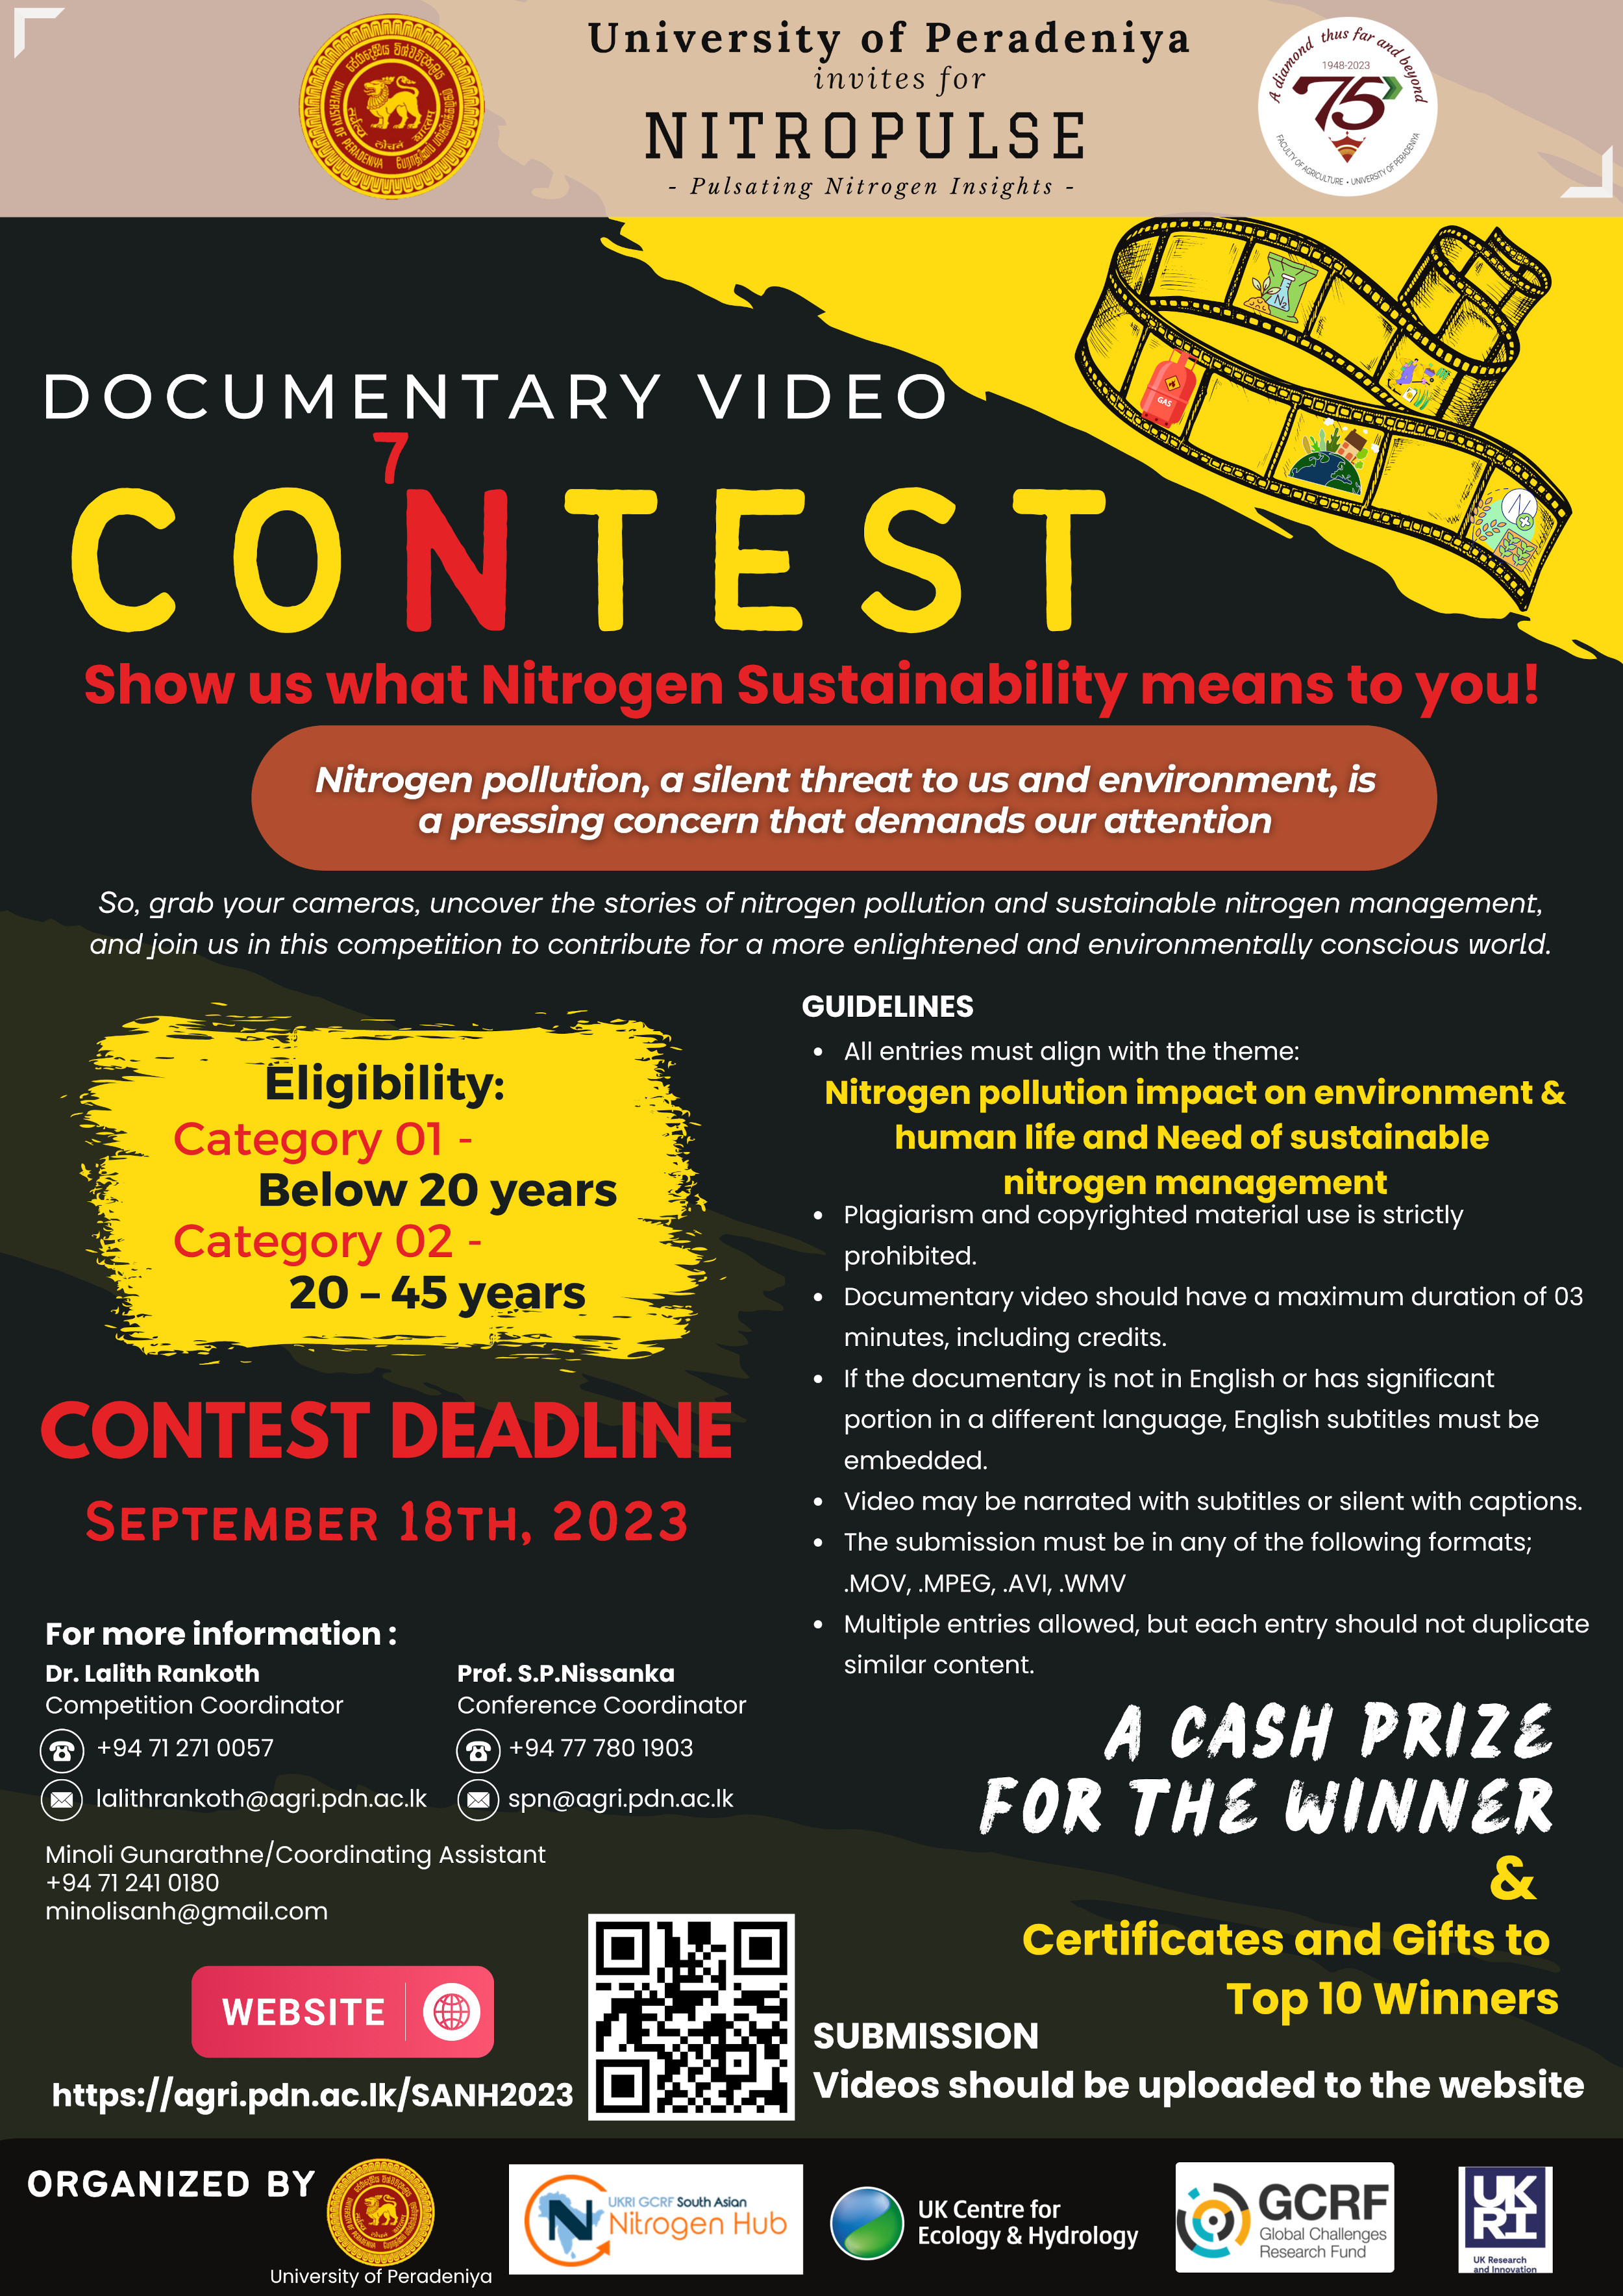 University of Peradeniya
invites for
NITROPULSE
- Pulsating Nitrogen Insights -
UNIVERSITY OF PERADENIYA
A diamond thus far and beyond
1948-2023
75
FACULTY OF AGRICULTURE • UNIVERSITY OF PERADENIYA
N2
GAS
N
DOCUMENTARY VIDEO
7
CONTEST
Show us what Nitrogen Sustainability means to you!
Nitrogen pollution, a silent threat to us and environment, is
a pressing concern that demands our attention
So, grab your cameras, uncover the stories of nitrogen pollution and sustainable nitrogen management,
and join us in this competition to contribute for a more enlightened and environmentally conscious world.
Eligibility:
Category 01 -
Below 20 years
Category 02 -
20 – 45 years
CONTEST DEADLINE
SEPTEMBER 18TH, 2023
GUIDELINES
• All entries must align with the theme:
Nitrogen pollution impact on environment &
human life and Need of sustainable
nitrogen management
• Plagiarism and copyrighted material use is strictly
prohibited.
• Documentary video should have a maximum duration of 03
minutes, including credits.
• If the documentary is not in English or has significant
portion in a different language, English subtitles must be
embedded.
• Video may be narrated with subtitles or silent with captions.
• The submission must be in any of the following formats;
.MOV, .MPEG, .AVI, .WMV
• Multiple entries allowed, but each entry should not duplicate
similar content.
For more information :
Dr. Lalith Rankoth
Competition Coordinator
+94 71 271 0057
lalithrankoth@agri.pdn.ac.lk
Prof. S.P.Nissanka
Conference Coordinator
+94 77 780 1903
spn@agri.pdn.ac.lk
Minoli Gunarathne/Coordinating Assistant
+94 71 241 0180
minolisanh@gmail.com
A CASH PRIZE
FOR THE WINNER
&
Certificates and Gifts to
Top 10 Winners
WEBSITE
https://agri.pdn.ac.lk/SANH2023
SUBMISSION
Videos should be uploaded to the website
ORGANIZED BY
University of Peradeniya
N
UKRI GCRF South Asian
Nitrogen Hub
UK Centre for
Ecology & Hydrology
GCRF
Global Challenges
Research Fund
UK
RI
UK Research
and Innovation